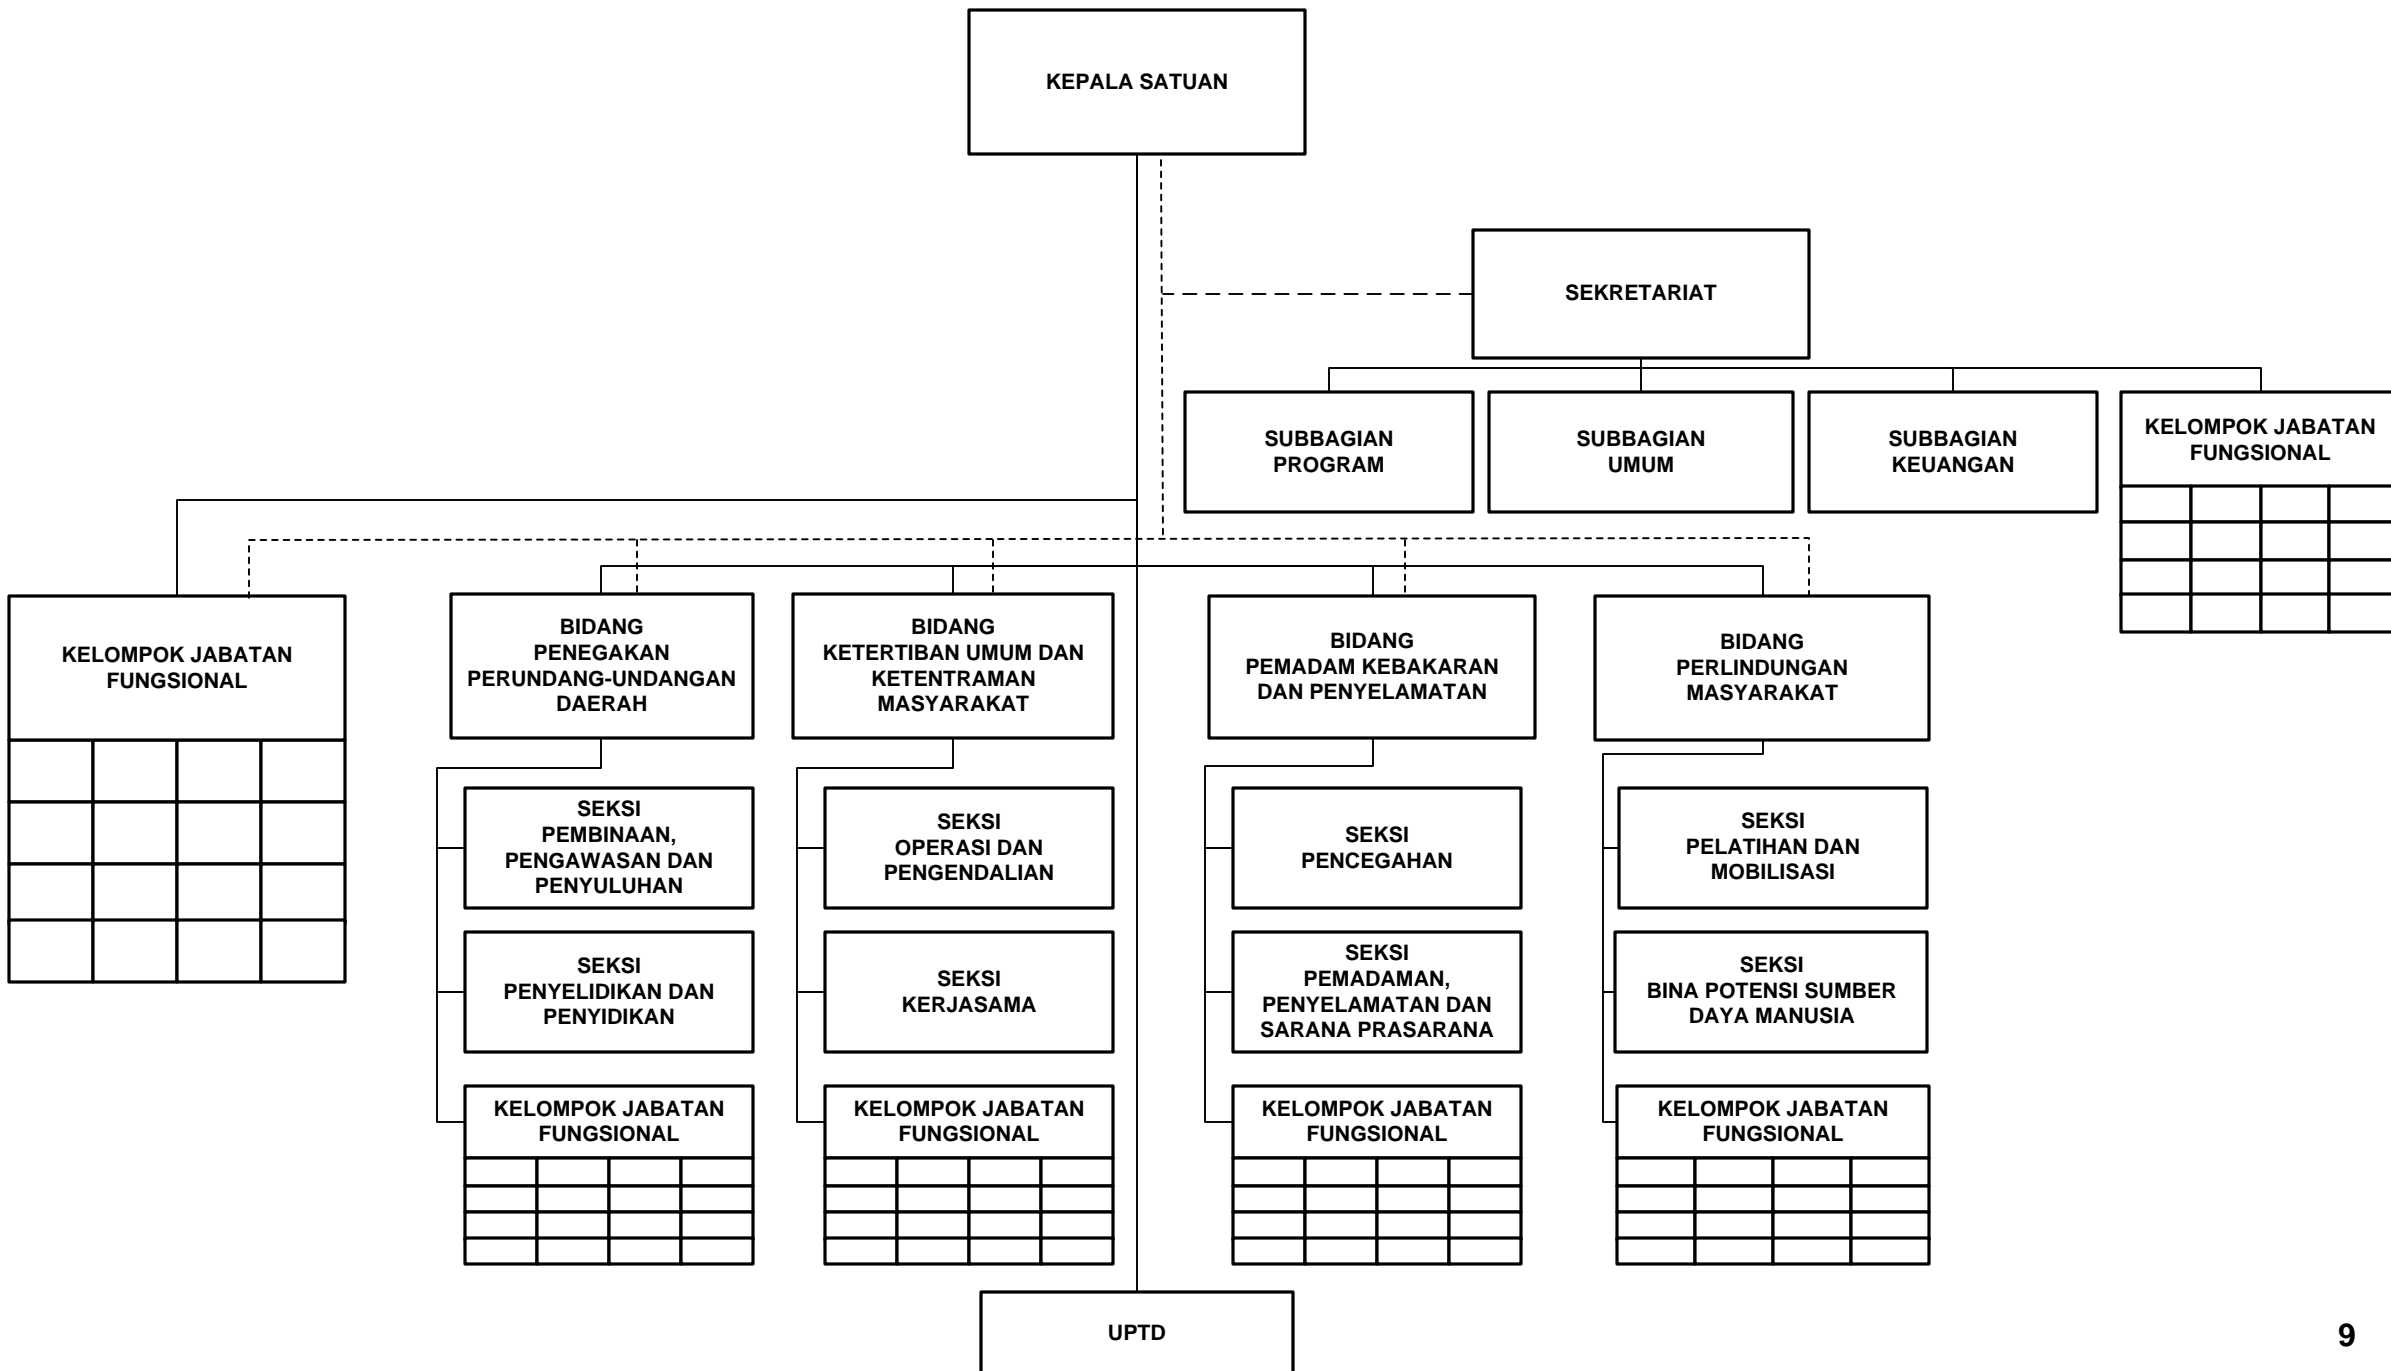 KEPALA SATUAN
SEKRETARIAT
SUBBAGIAN
PROGRAM
SUBBAGIAN
UMUM
SUBBAGIAN
KEUANGAN
KELOMPOK JABATAN
FUNGSIONAL
KELOMPOK JABATAN
FUNGSIONAL
BIDANG
PENEGAKAN
PERUNDANG-UNDANGAN
DAERAH
BIDANG
KETERTIBAN UMUM DAN
KETENTRAMAN
MASYARAKAT
BIDANG
PEMADAM KEBAKARAN
DAN PENYELAMATAN
BIDANG
PERLINDUNGAN
MASYARAKAT
SEKSI
PEMBINAAN,
PENGAWASAN DAN
PENYULUHAN
SEKSI
OPERASI DAN
PENGENDALIAN
SEKSI
PENCEGAHAN
SEKSI
PELATIHAN DAN
MOBILISASI
SEKSI
PENYELIDIKAN DAN
PENYIDIKAN
SEKSI
KERJASAMA
SEKSI
PEMADAMAN,
PENYELAMATAN DAN
SARANA PRASARANA
SEKSI
BINA POTENSI SUMBER
DAYA MANUSIA
KELOMPOK JABATAN
FUNGSIONAL
KELOMPOK JABATAN
FUNGSIONAL
KELOMPOK JABATAN
FUNGSIONAL
KELOMPOK JABATAN
FUNGSIONAL
UPTD
9